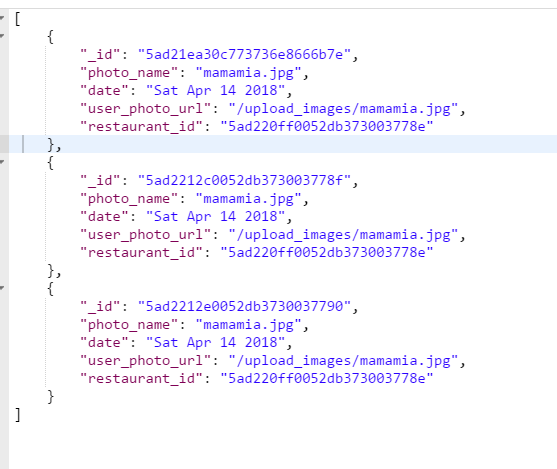 [
    {
        "_id": "5ad21ea30c773736e8666b7e",
        "photo_name": "mamamia.jpg",
        "date": "Sat Apr 14 2018",
        "user_photo_url": "/upload_images/mamamia.jpg",
        "restaurant_id": "5ad220ff0052db373003778e"
    },
    {
        "_id": "5ad2212c0052db373003778f",
        "photo_name": "mamamia.jpg",
        "date": "Sat Apr 14 2018",
        "user_photo_url": "/upload_images/mamamia.jpg",
        "restaurant_id": "5ad220ff0052db373003778e"
    },
    {
        "_id": "5ad2212e0052db3730037790",
        "photo_name": "mamamia.jpg",
        "date": "Sat Apr 14 2018",
        "user_photo_url": "/upload_images/mamamia.jpg",
        "restaurant_id": "5ad220ff0052db373003778e"
    }
]